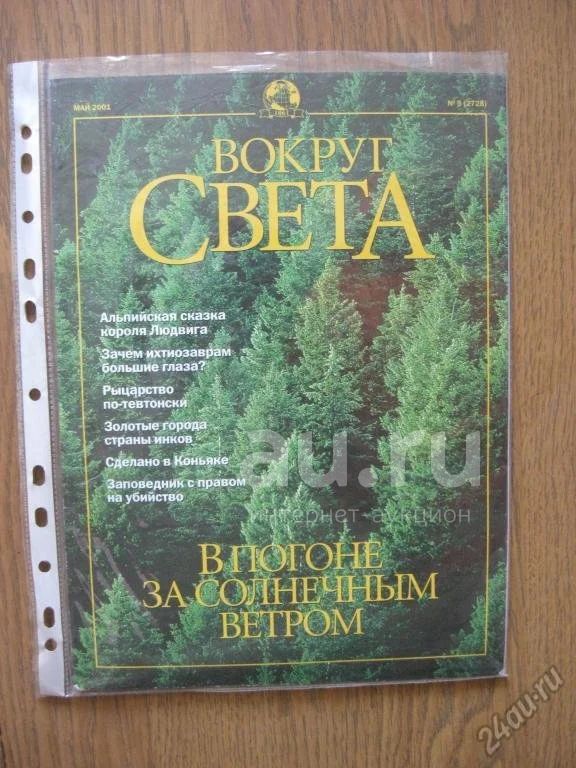 МАЙ 2001
№ 5 (2728)
1861
ВОКРУГ
СВЕТА
Альпийская сказка
короля Людвига
Зачем ихтиозаврам
большие глаза?
Рыцарство
по-тевтонски
Золотые города
страны инков
Сделано в Коньяке
Заповедник с правом
на убийство
au.ru
интернет-аукцион
В ПОГОНЕ
ЗА СОЛНЕЧНЫМ
ВЕТРОМ
24au.ru